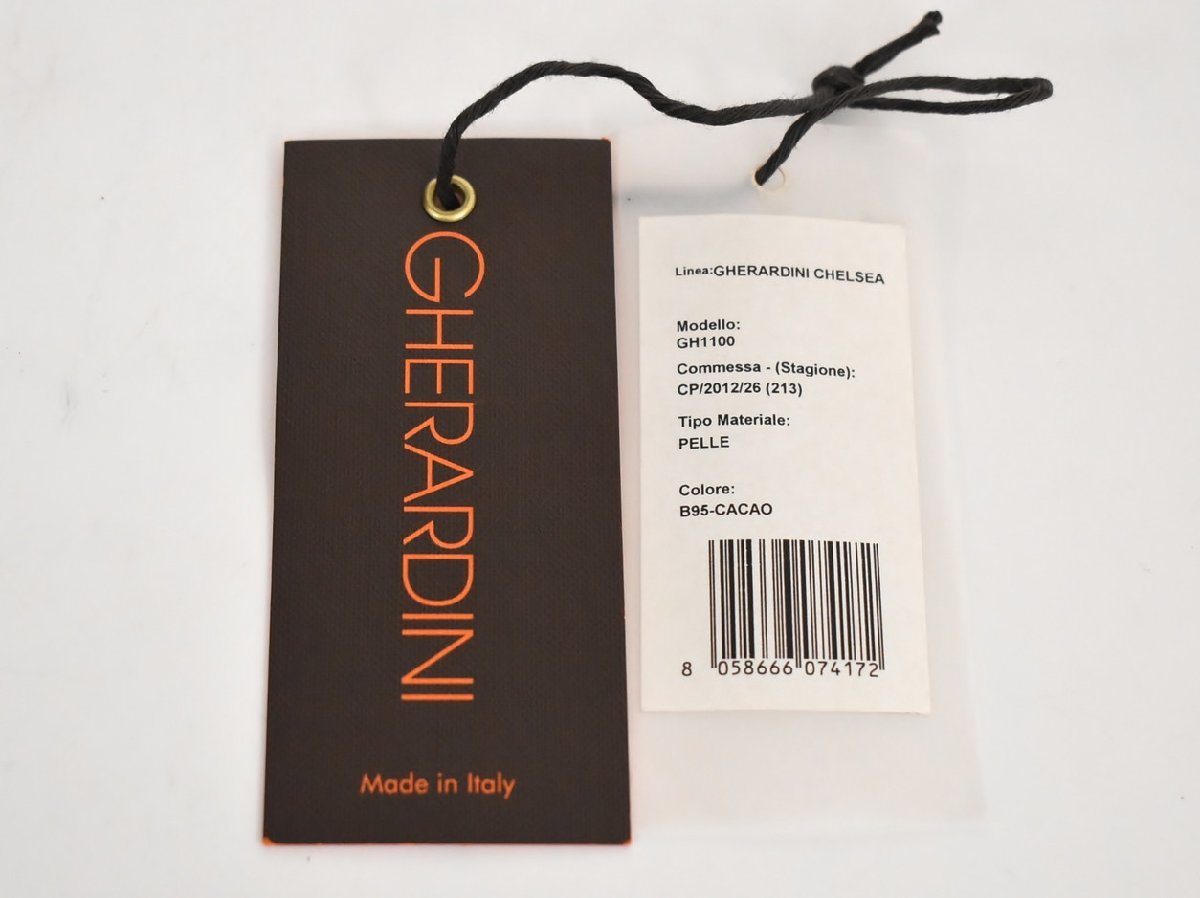 GHERARDINI
Made in Italy
Linea:GHERARDINI CHELSEA
Modello:
GH1100
Commessa - (Stagione):
CP/2012/26 (213)
Tipo Materiale:
PELLE
Colore:
B95-CACAO
8 058666 074172